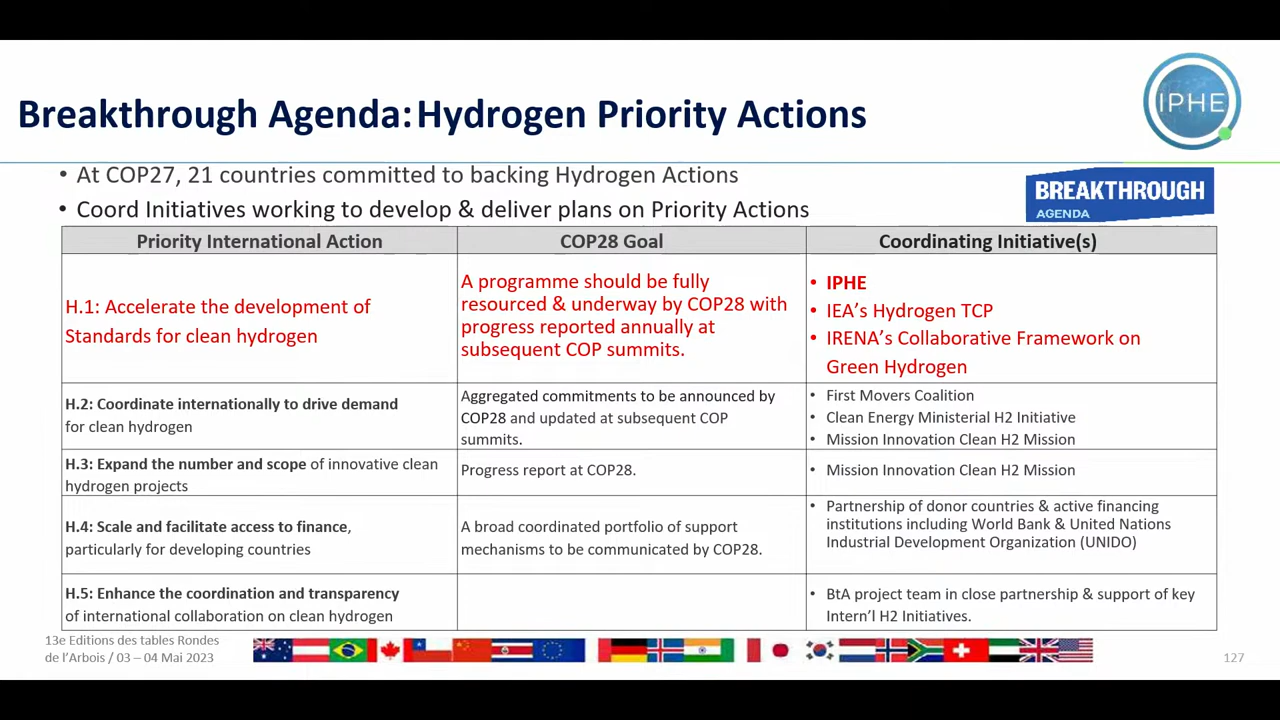 Breakthrough Agenda: Hydrogen Priority Actions
IPHE
• At COP27, 21 countries committed to backing Hydrogen Actions
• Coord Initiatives working to develop & deliver plans on Priority Actions
BREAKTHROUGH
AGENDA
Priority International Action
COP28 Goal
Coordinating Initiative(s)
H.1: Accelerate the development of
Standards for clean hydrogen
A programme should be fully
resourced & underway by COP28 with
progress reported annually at
subsequent COP summits.
• IPHE
• IEA's Hydrogen TCP
• IRENA's Collaborative Framework on
Green Hydrogen
H.2: Coordinate internationally to drive demand
for clean hydrogen
Aggregated commitments to be announced by
COP28 and updated at subsequent COP
summits.
• First Movers Coalition
• Clean Energy Ministerial H2 Initiative
• Mission Innovation Clean H2 Mission
H.3: Expand the number and scope of innovative clean
hydrogen projects
Progress report at COP28.
• Mission Innovation Clean H2 Mission
H.4: Scale and facilitate access to finance,
particularly for developing countries
A broad coordinated portfolio of support
mechanisms to be communicated by COP28.
• Partnership of donor countries & active financing
institutions including World Bank & United Nations
Industrial Development Organization (UNIDO)
H.5: Enhance the coordination and transparency
of international collaboration on clean hydrogen
• BtA project team in close partnership & support of key
Intern'l H2 Initiatives.
13e Editions des tables Rondes
de l'Arbois / 03 – 04 Mai 2023
127